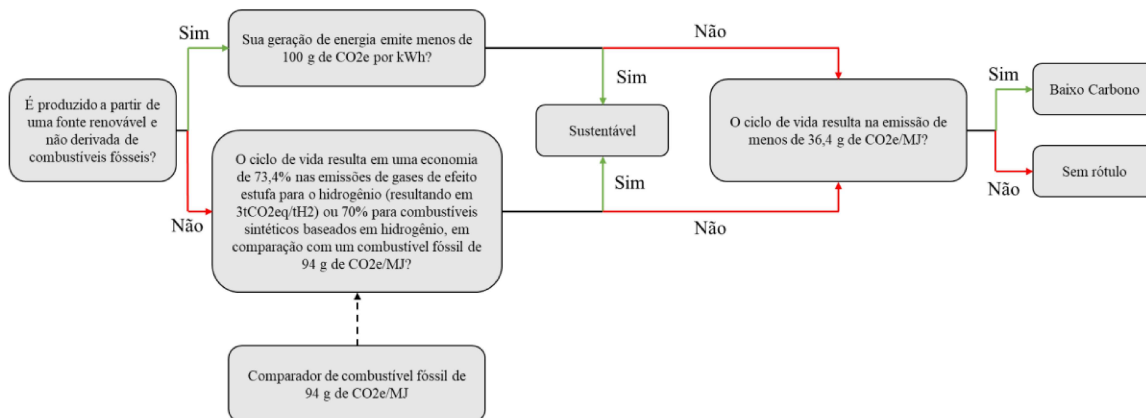 Sim
Sua geração de energia emite menos de
100 g de CO2e por kWh?
Não
É produzido a partir de
uma fonte renovável e
não derivada de
combustíveis fósseis?
Sim
Sustentável
Sim
O ciclo de vida resulta na emissão de
menos de 36,4 g de CO2e/MJ?
Sim
Baixo Carbono
Não
Sem rótulo
Não
O ciclo de vida resulta em uma economia
de 73,4% nas emissões de gases de efeito
estufa para o hidrogênio (resultando em
3tCO2eq/tH2) ou 70% para combustíveis
sintéticos baseados em hidrogênio, em
comparação com um combustível fóssil de
94 g de CO2e/MJ?
Não
Comparador de combustível fóssil de
94 g de CO2e/MJ